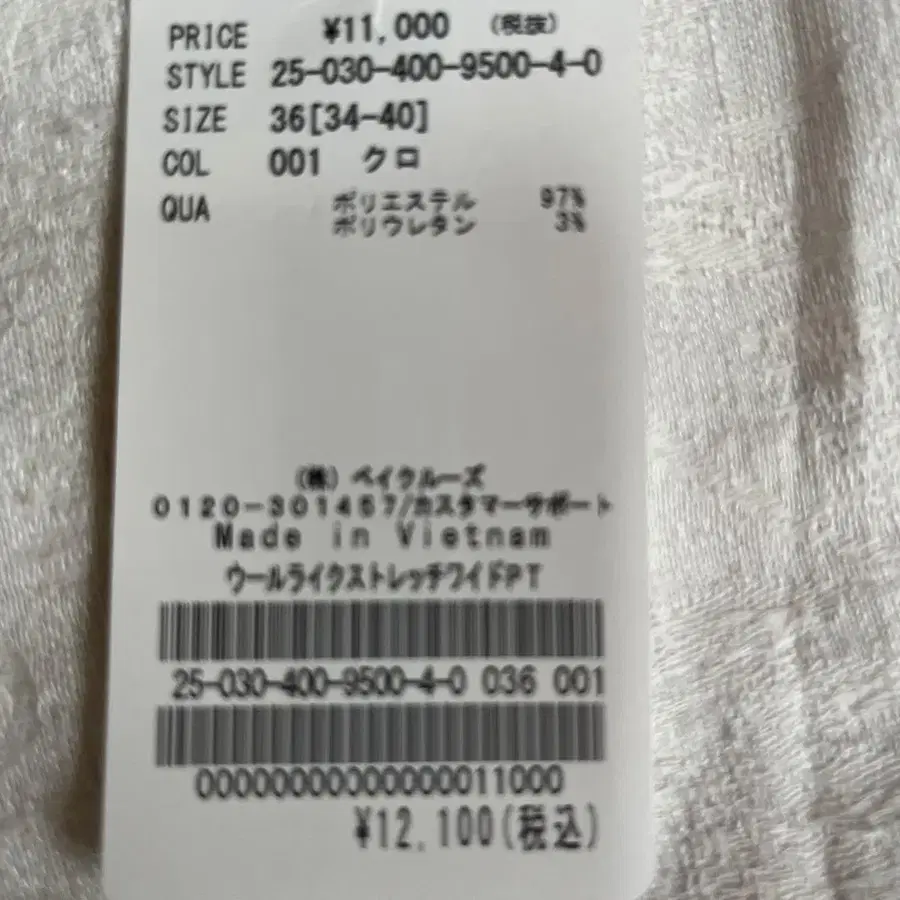 PRICE ¥11,000 (税抜)
STYLE 25-030-400-9500-4-0
SIZE 36[34-40]
COL 001 クロ
QUA ポリエステル 97%
ポリウレタン 3%
(株) ベイクルーズ
0120-301457/カスタマーサポート
Made in Vietnam
ウールライクストレッチワイドPT
25-030-400-9500-4-0 036 001
000000000000000011000
¥12,100(税込)